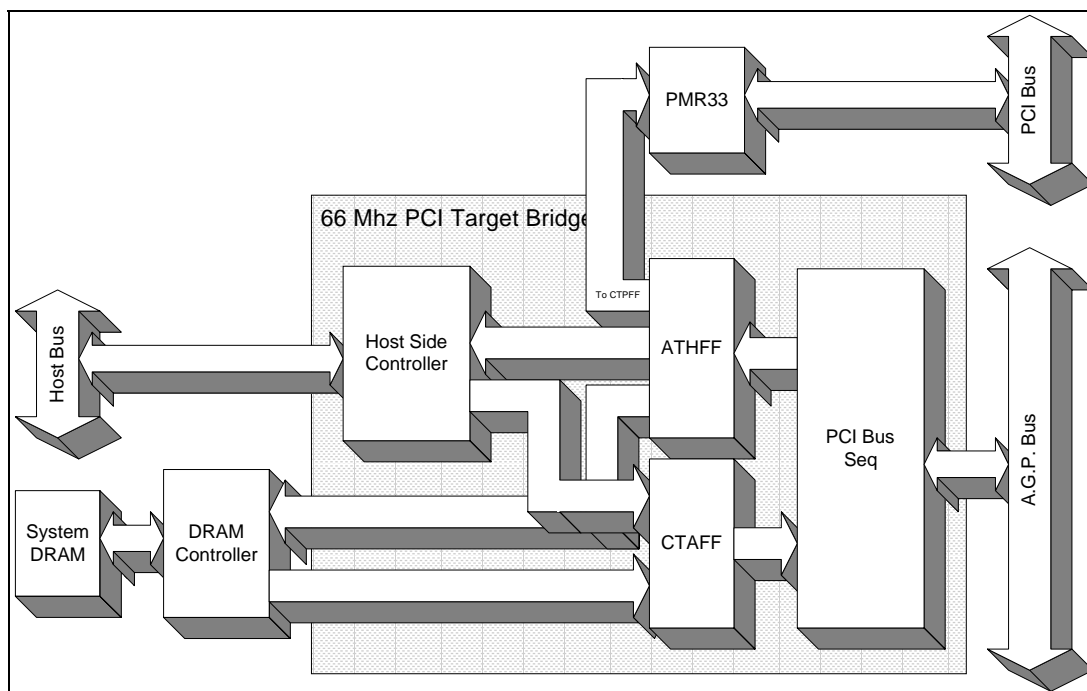 PMR33
PCI Bus
66 Mhz PCI Target Bridge
To CTPFF
Host Bus
Host Side
Controller
ATHFF
PCI Bus
Seq
A.G.P. Bus
System
DRAM
DRAM
Controller
CTAFF